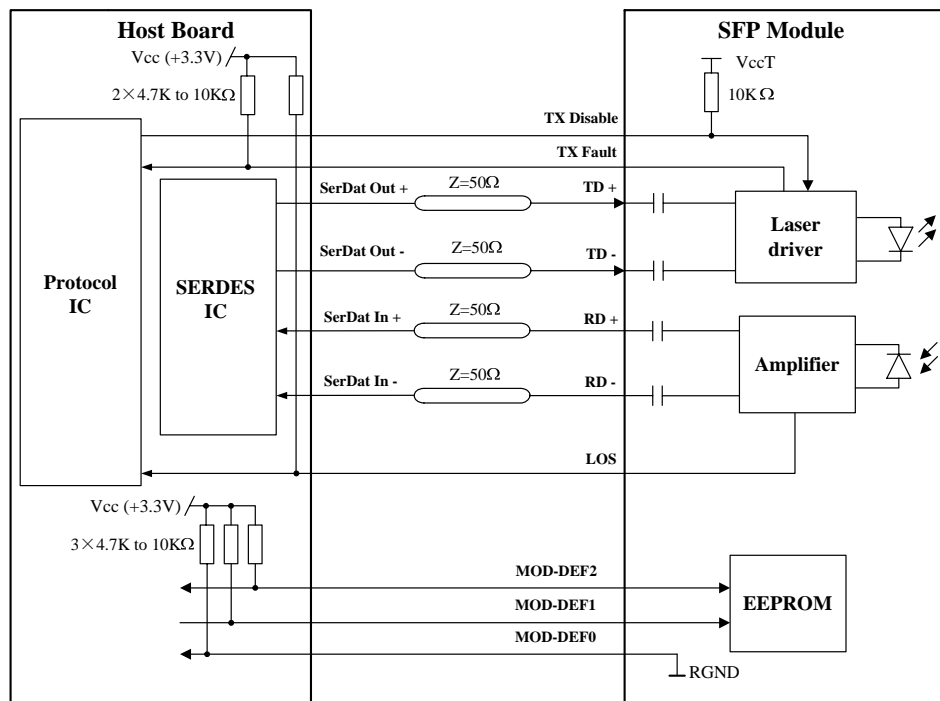 Host Board
SFP Module
Vcc (+3.3V)
VccT
2×4.7K to 10KΩ
10KΩ
TX Disable
TX Fault
SerDat Out +
Z=50Ω
TD +
Laser
driver
SerDat Out -
Z=50Ω
TD -
Protocol
IC
SERDES
IC
SerDat In +
Z=50Ω
RD +
Amplifier
SerDat In -
Z=50Ω
RD -
LOS
Vcc (+3.3V)
3×4.7K to 10KΩ
MOD-DEF2
EEPROM
MOD-DEF1
MOD-DEF0
RGND